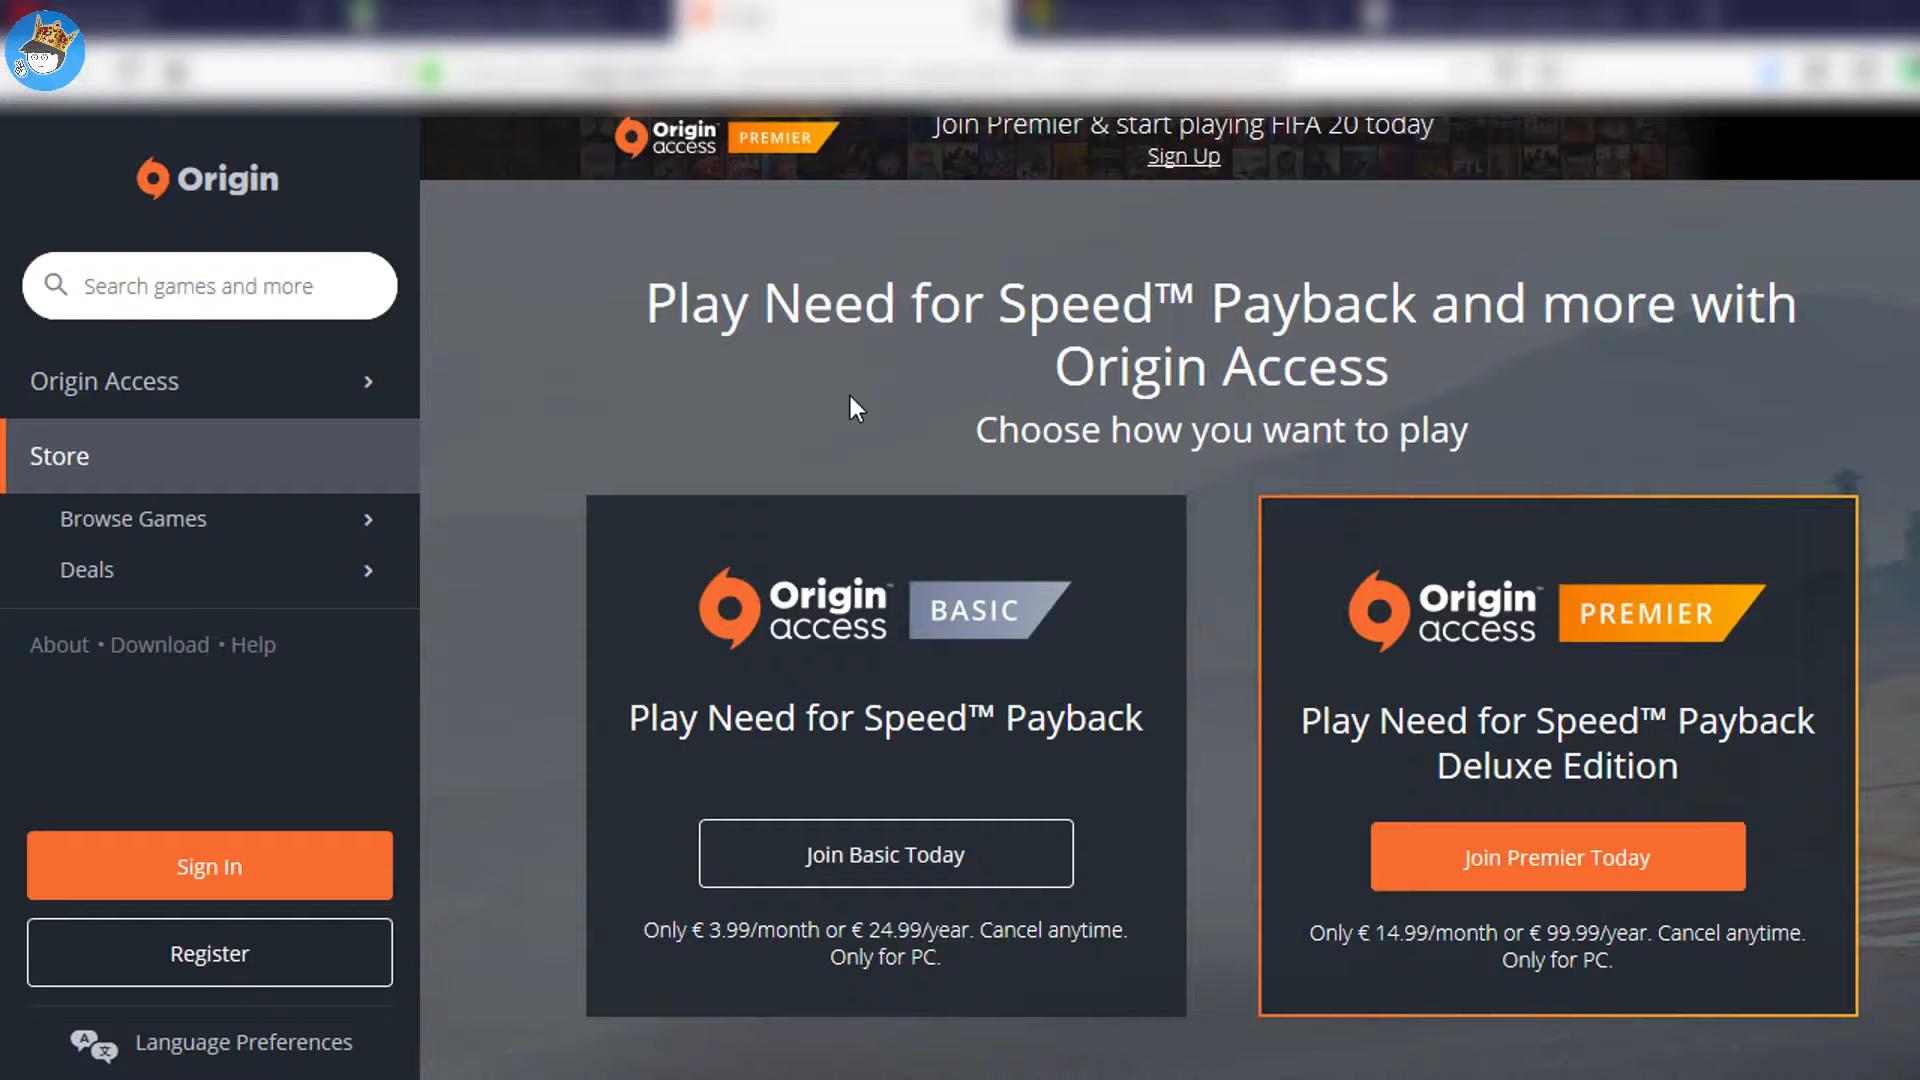 Origin
access
PREMIER
Join Premier & start playing FIFA 20 today
Sign Up
Origin
Search games and more
Origin Access
Store
Browse Games
Deals
About • Download • Help
Sign In
Register
Language Preferences
Play Need for Speed™ Payback and more with
Origin Access
Choose how you want to play
Origin
access
BASIC
Play Need for Speed™ Payback
Join Basic Today
Only € 3.99/month or € 24.99/year. Cancel anytime.
Only for PC.
Origin
access
PREMIER
Play Need for Speed™ Payback
Deluxe Edition
Join Premier Today
Only € 14.99/month or € 99.99/year. Cancel anytime.
Only for PC.